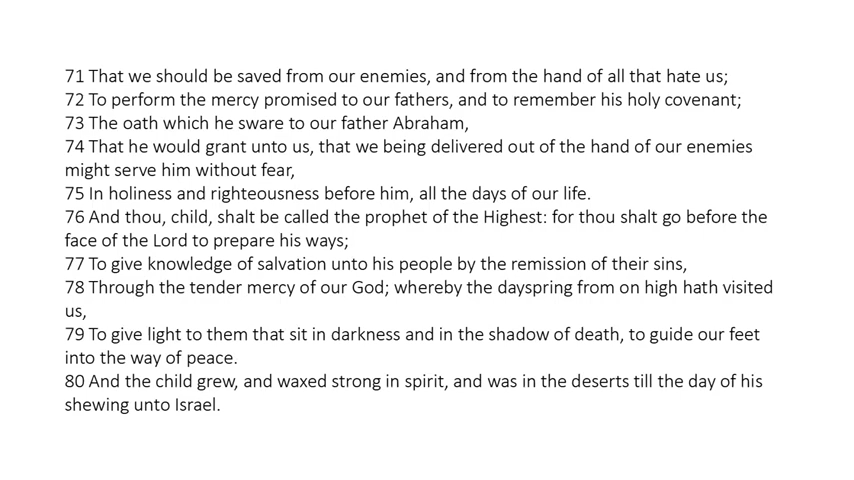 71 That we should be saved from our enemies, and from the hand of all that hate us;
72 To perform the mercy promised to our fathers, and to remember his holy covenant;
73 The oath which he sware to our father Abraham,
74 That he would grant unto us, that we being delivered out of the hand of our enemies
might serve him without fear,
75 In holiness and righteousness before him, all the days of our life.
76 And thou, child, shalt be called the prophet of the Highest: for thou shalt go before the
face of the Lord to prepare his ways;
77 To give knowledge of salvation unto his people by the remission of their sins,
78 Through the tender mercy of our God; whereby the dayspring from on high hath visited
us,
79 To give light to them that sit in darkness and in the shadow of death, to guide our feet
into the way of peace.
80 And the child grew, and waxed strong in spirit, and was in the deserts till the day of his
shewing unto Israel.